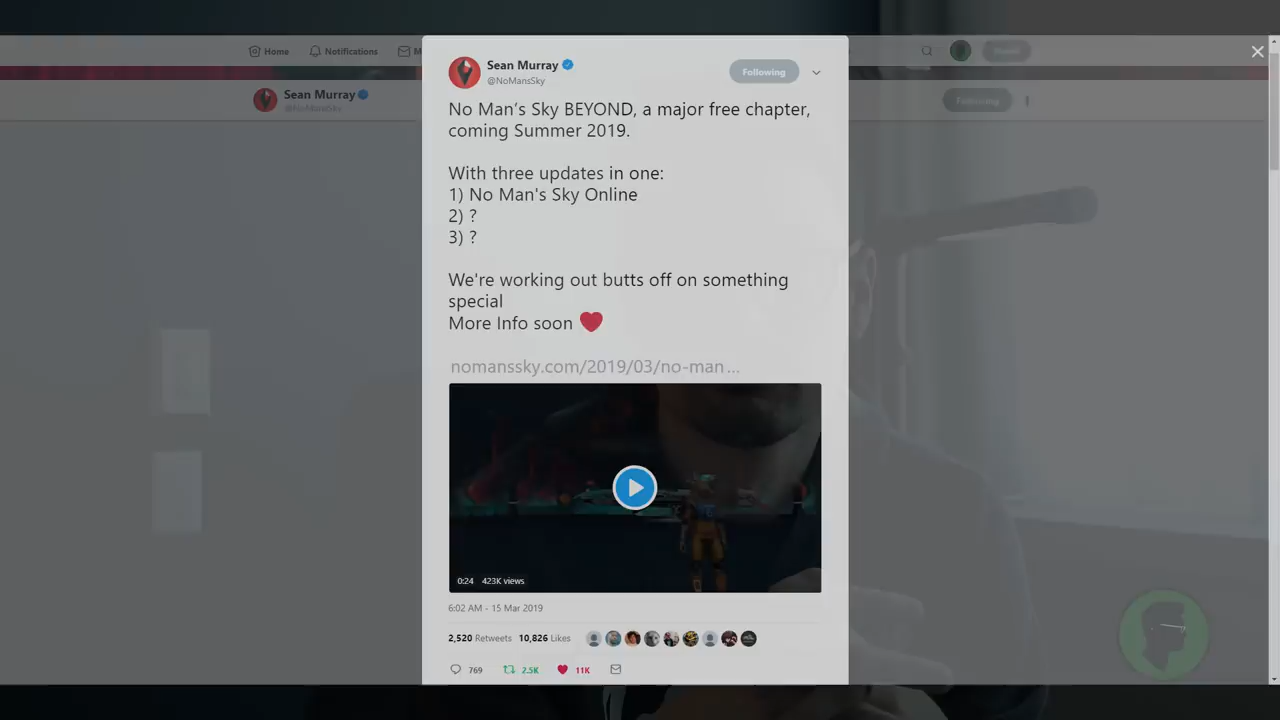 Home
Notifications
M
Sean Murray
@NoMansSky
Following
Sean Murray
@NoMansSky
Following
No Man's Sky BEYOND, a major free chapter,
coming Summer 2019.
With three updates in one:
1) No Man's Sky Online
2) ?
3) ?
We're working out butts off on something
special
More Info soon ❤
nomanssky.com/2019/03/no-man…
0:24 423K views
6:02 AM - 15 Mar 2019
2,520 Retweets 10,826 Likes
769 2.5K 11K